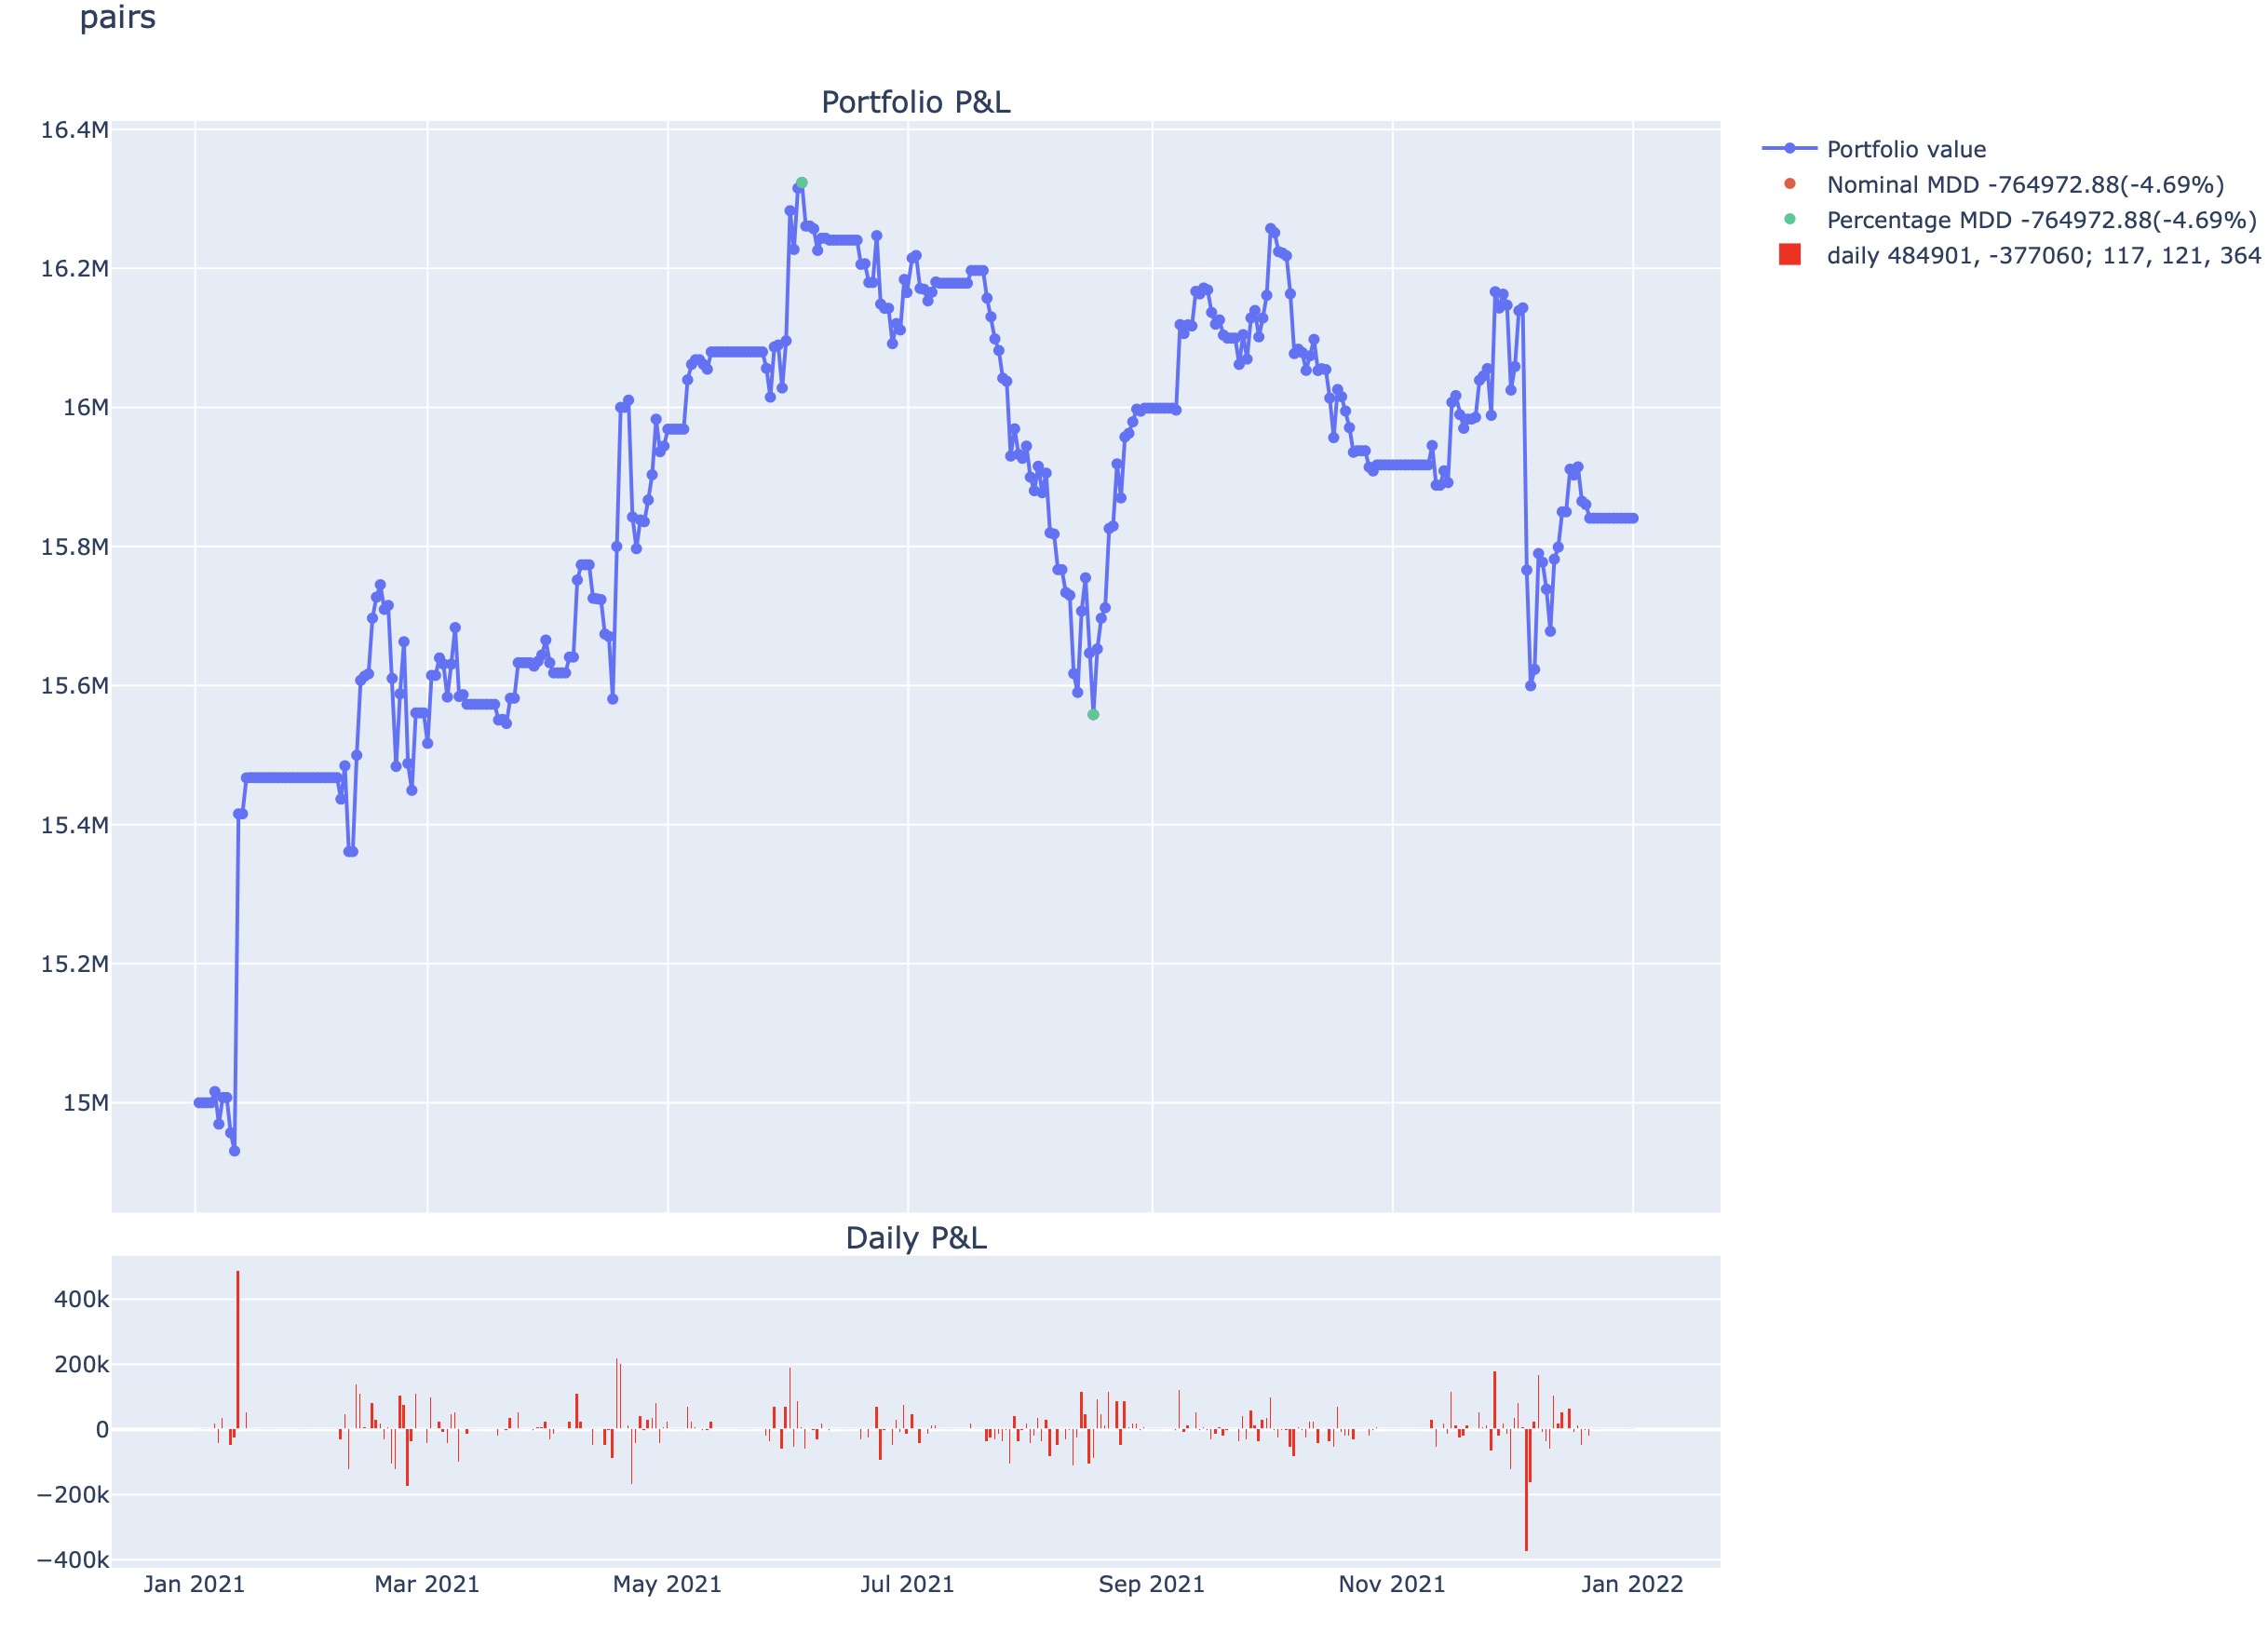 pairs
Portfolio P&L
16.4M
16.2M
16M
15.8M
15.6M
15.4M
15.2M
15M
Portfolio value
Nominal MDD -764972.88(-4.69%)
Percentage MDD -764972.88(-4.69%)
daily 484901, -377060; 117, 121, 364
Daily P&L
400k
200k
0
−200k
−400k
Jan 2021 Mar 2021 May 2021 Jul 2021 Sep 2021 Nov 2021 Jan 2022